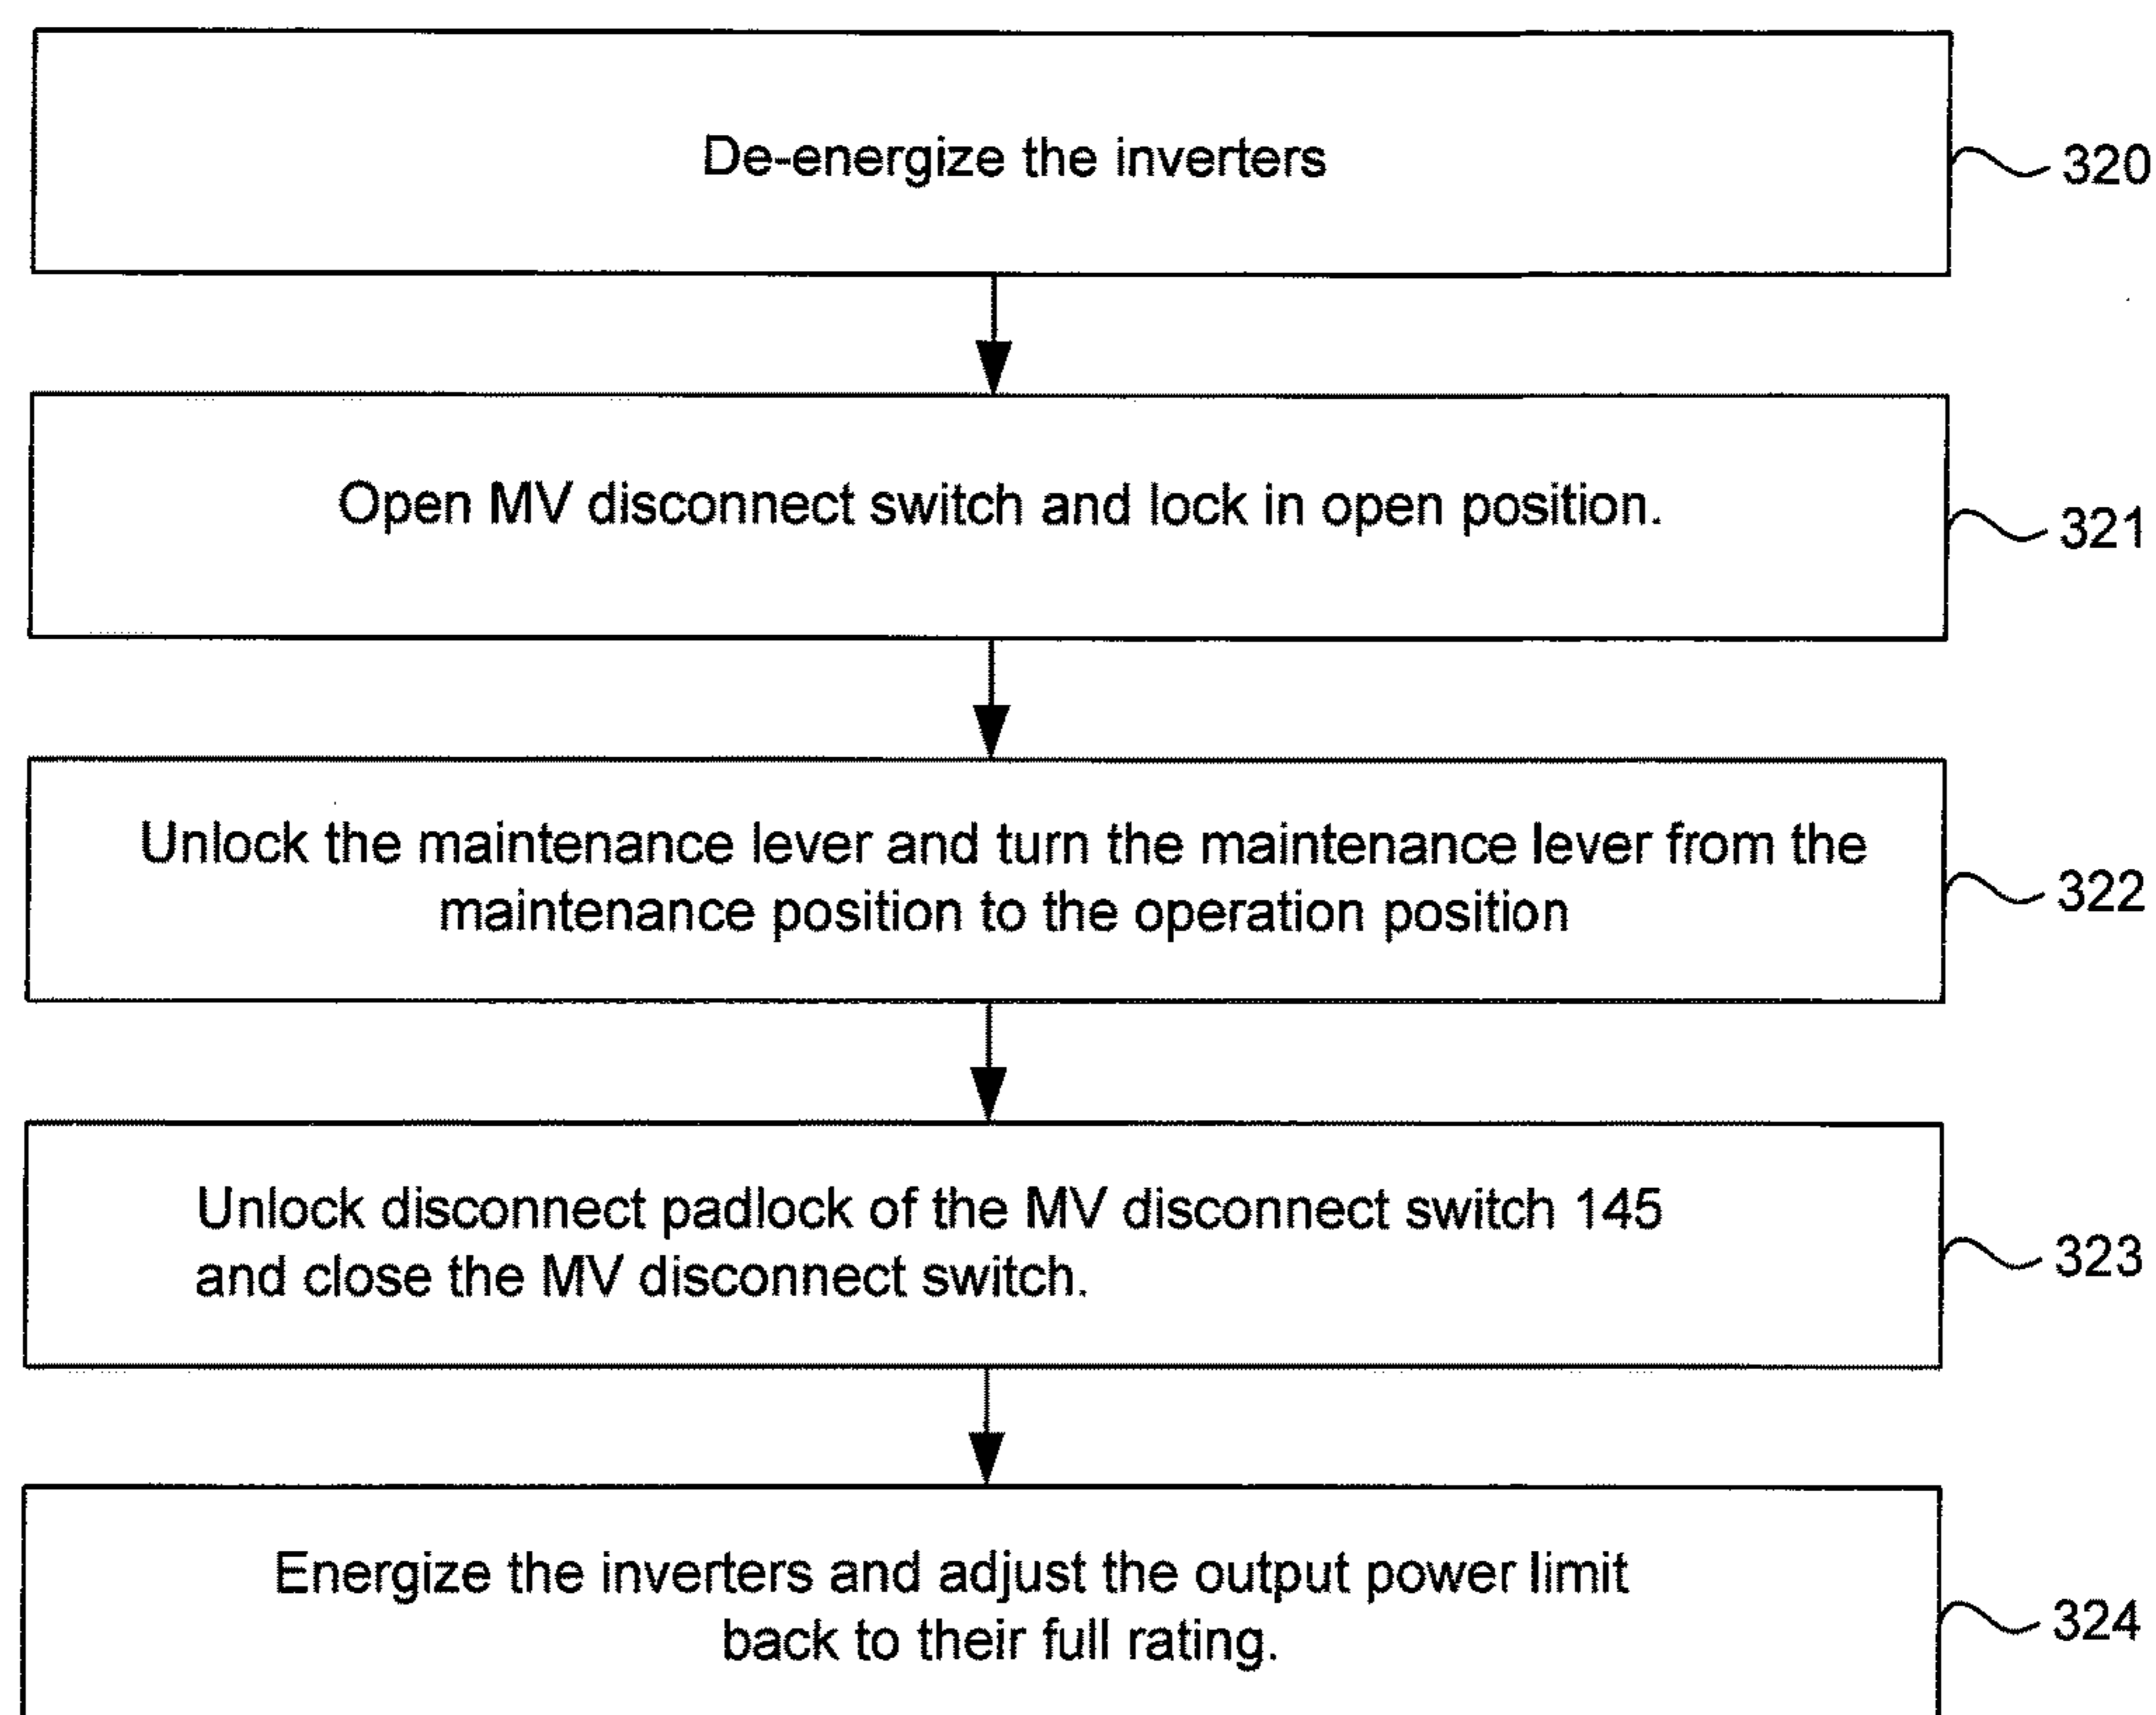 De-energize the inverters
320
Open MV disconnect switch and lock in open position.
321
Unlock the maintenance lever and turn the maintenance lever from the
maintenance position to the operation position
322
Unlock disconnect padlock of the MV disconnect switch 145
and close the MV disconnect switch.
323
Energize the inverters and adjust the output power limit
back to their full rating.
324